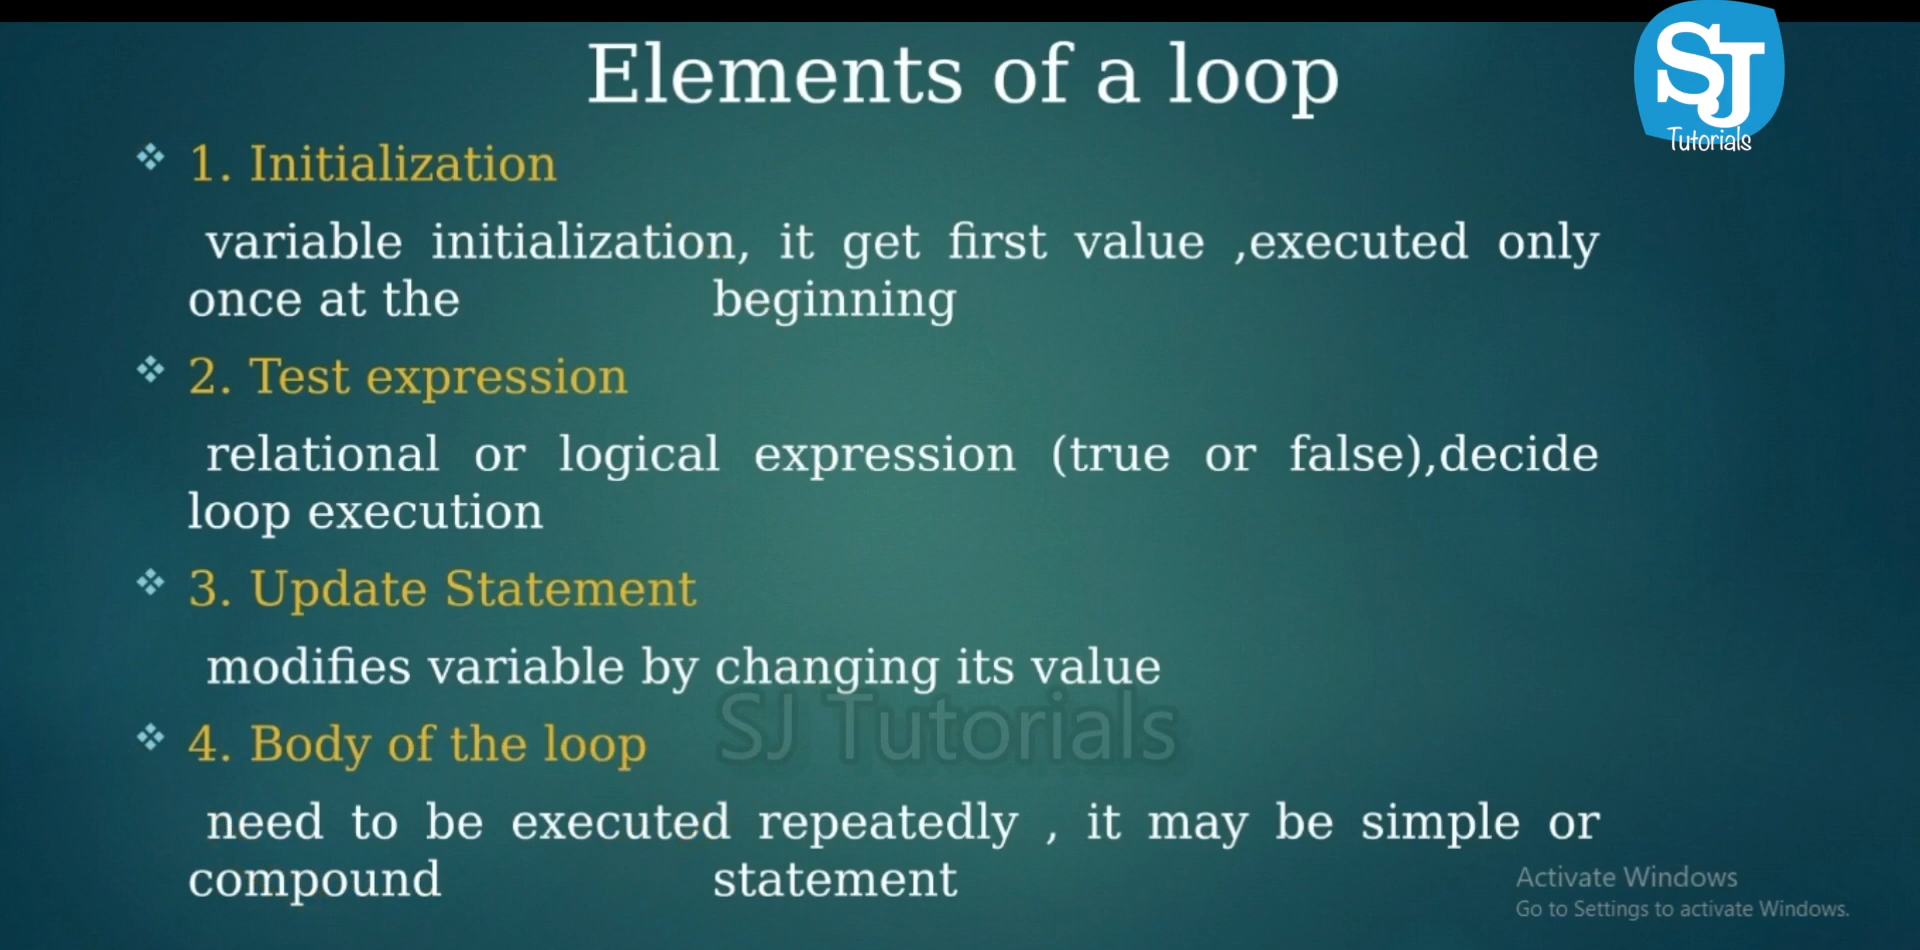 Elements of a loop
SJ
Tutorials
1. Initialization
variable initialization, it get first value ,executed only
once at the beginning
2. Test expression
relational or logical expression (true or false),decide
loop execution
3. Update Statement
modifies variable by changing its value
SJ Tutorials
4. Body of the loop
need to be executed repeatedly , it may be simple or
compound statement
Activate Windows
Go to Settings to activate Windows.